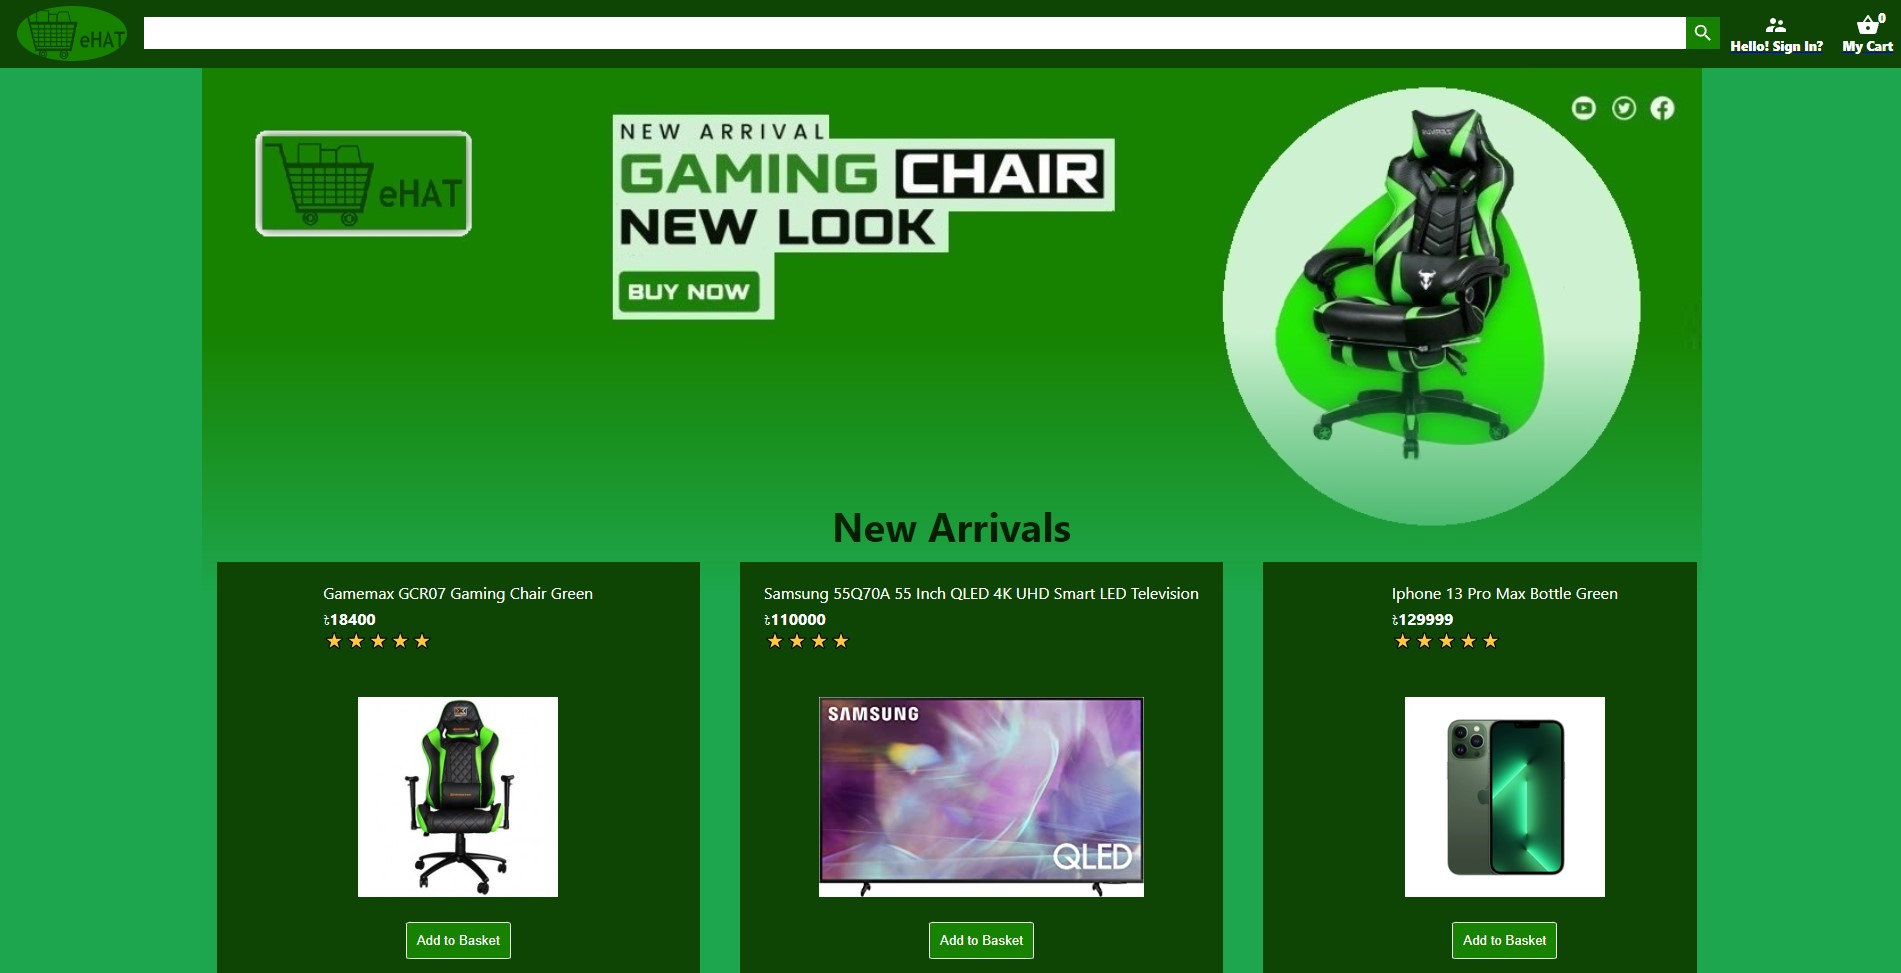 eHAT
0
Hello! Sign In?
My Cart
eHAT
NEW ARRIVAL
GAMING CHAIR
NEW LOOK
BUY NOW
New Arrivals
Gamemax GCR07 Gaming Chair Green
৳18400
Samsung 55Q70A 55 Inch QLED 4K UHD Smart LED Television
৳110000
Iphone 13 Pro Max Bottle Green
৳129999
SAMSUNG
QLED
Add to Basket
Add to Basket
Add to Basket